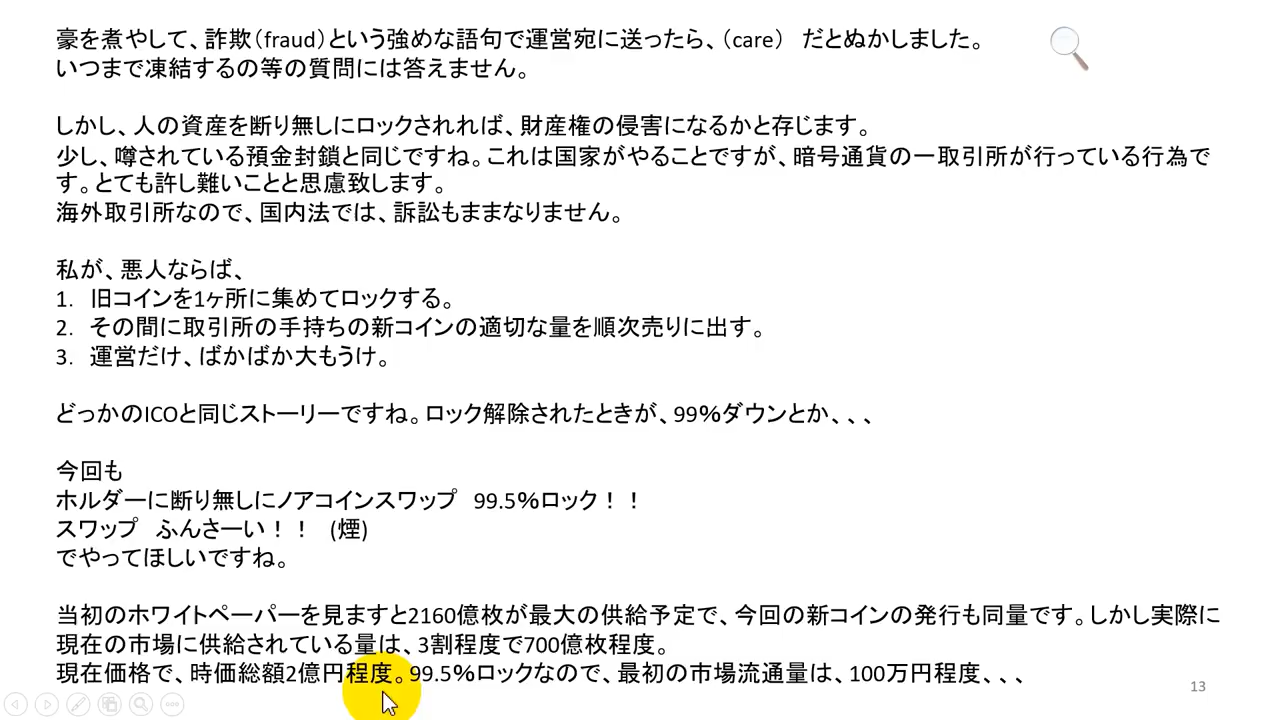 豪を煮やして、詐欺（fraud）という強めな語句で運営宛に送ったら、（care）　だとぬかしました。
いつまで凍結するの等の質問には答えません。
しかし、人の資産を断り無しにロックされれば、財産権の侵害になるかと存じます。
少し、噂されている預金封鎖と同じですね。これは国家がやることですが、暗号通貨の一取引所が行っている行為で
す。とても許し難いことと思慮致します。
海外取引所なので、国内法では、訴訟もままなりません。
私が、悪人ならば、
1. 旧コインを1ヶ所に集めてロックする。
2. その間に取引所の手持ちの新コインの適切な量を順次売りに出す。
3. 運営だけ、ばかばか大もうけ。
どっかのICOと同じストーリーですね。ロック解除されたときが、99%ダウンとか、、、
今回も
ホルダーに断り無しにノアコインスワップ　99.5%ロック！！
スワップ　ふんさーい！！　(煙)
でやってほしいですね。
当初のホワイトペーパーを見ますと2160億枚が最大の供給予定で、今回の新コインの発行も同量です。しかし実際に
現在の市場に供給されている量は、3割程度で700億枚程度。
現在価格で、時価総額2億円程度。99.5%ロックなので、最初の市場流通量は、100万円程度、、、
13